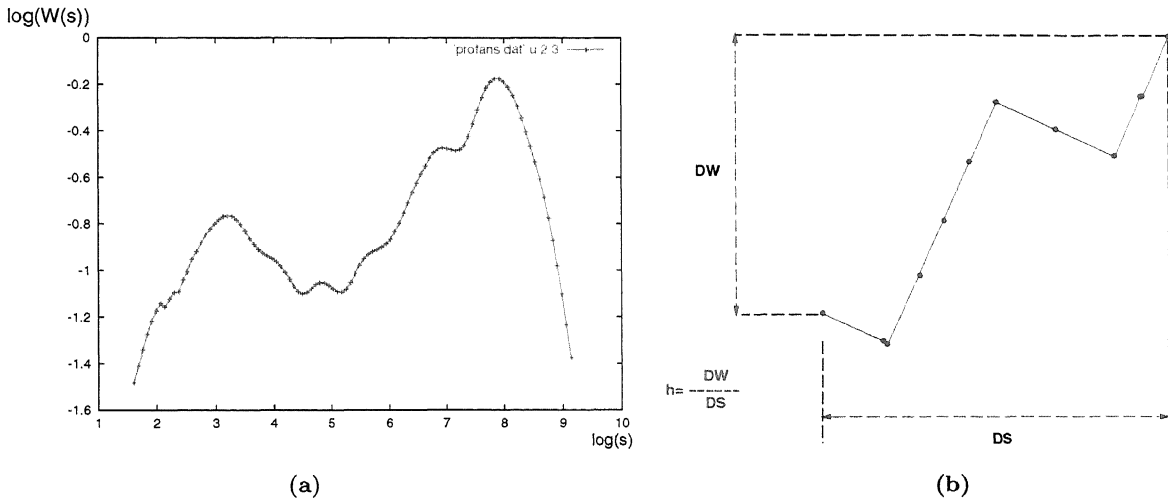 log(W(s))
0
-0.2
-0.4
-0.6
-0.8
-1
-1.2
-1.4
-1.6
'profans dat' u 2 3
1 2 3 4 5 6 7 8 9 10
log(s)
(a)
DW
h= DW
DS
DS
(b)